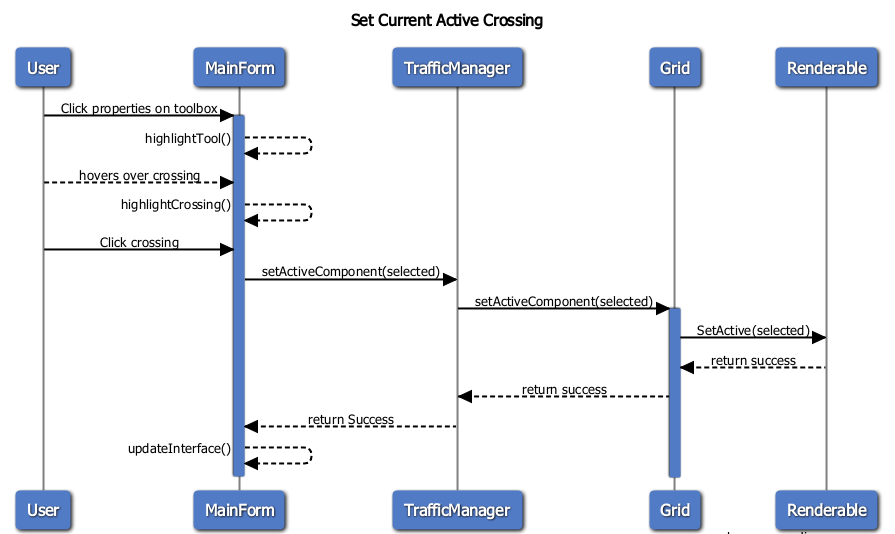 Set Current Active Crossing
User MainForm TrafficManager Grid Renderable
Click properties on toolbox
highlightTool()
hovers over crossing
highlightCrossing()
Click crossing
setActiveComponent(selected)
setActiveComponent(selected)
SetActive(selected)
return success
return success
return Success
updateInterface()
User MainForm TrafficManager Grid Renderable